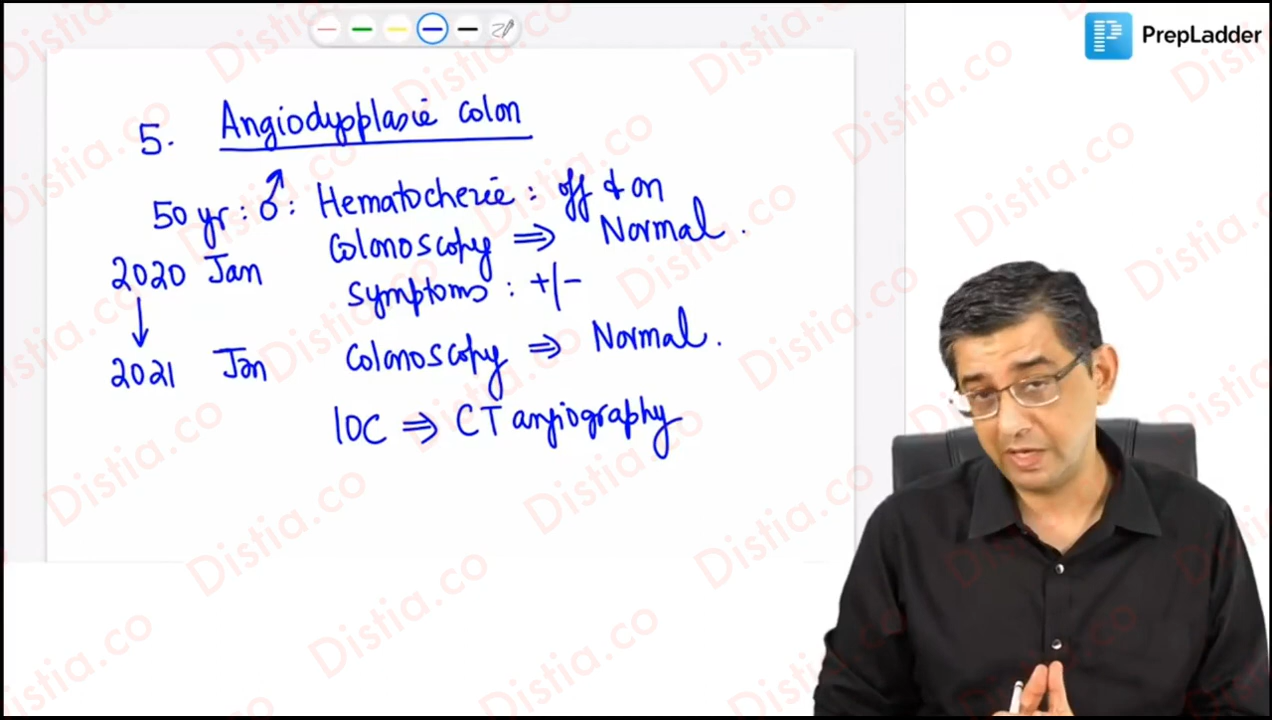 PrepLadder
5. Angiodysplasia colon
50 yr : ♂ : Hematochezia : off & on
Colonoscopy ⇒ Normal.
2020 Jan
Symptoms : +/-
↓
2021 Jan Colonoscopy ⇒ Normal.
IOC ⇒ CT angiography
Distia.co